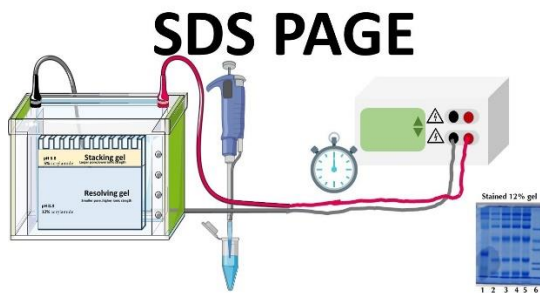 SDS PAGE
Stacking gel
Resolving gel
Stained 12% gel
1 2 3 4 5 6